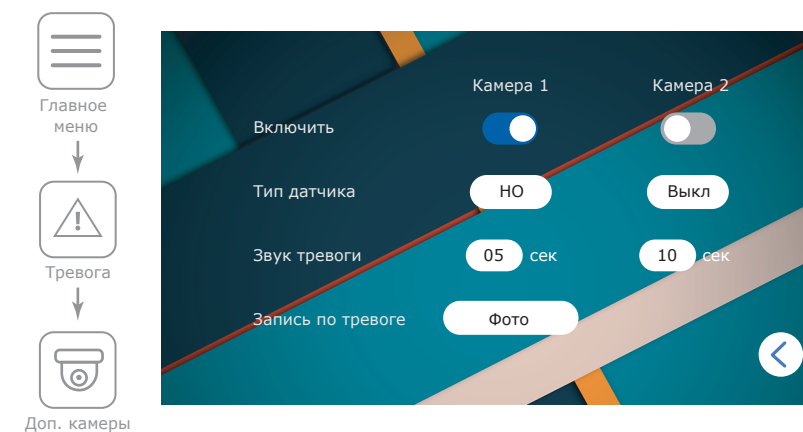 Главное
меню
Тревога
Доп. камеры
Камера 1 Камера 2
Включить
Тип датчика НО Выкл
Звук тревоги 05 сек 10 сек
Запись по тревоге Фото